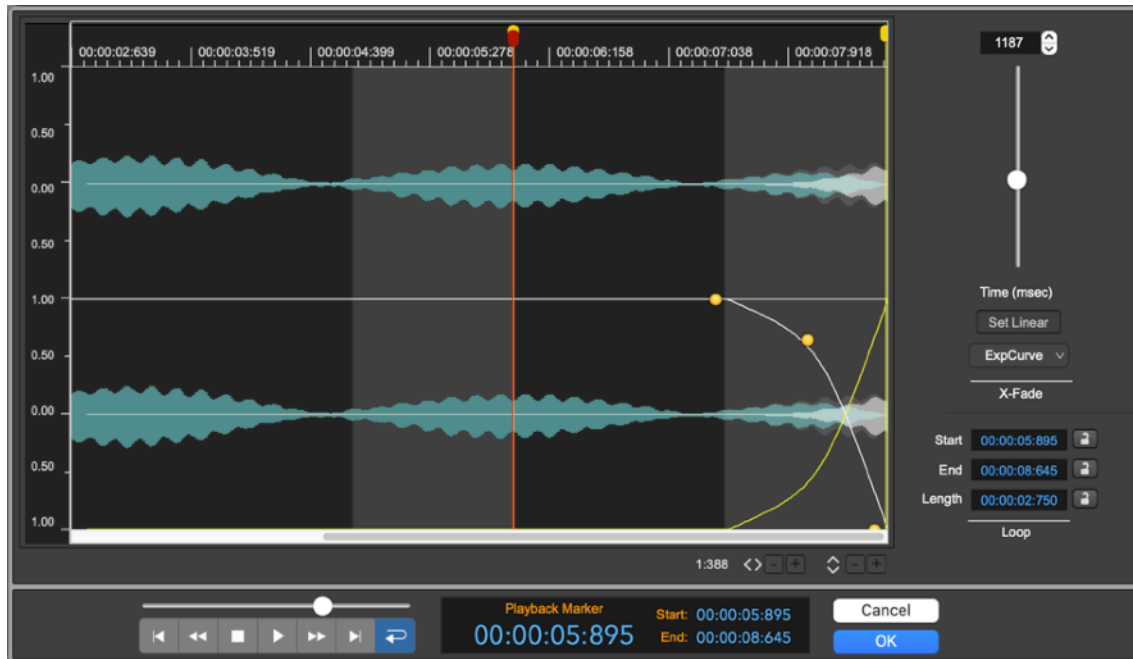 00:00:02:639 00:00:03:519 00:00:04:399 00:00:05:278 00:00:06:158 00:00:07:038 00:00:07:918
1187
1.00
0.50
0.00
0.50
1.00
0.50
0.00
0.50
1.00
Time (msec)
Set Linear
ExpCurve
X-Fade
Start 00:00:05:895
End 00:00:08:645
Length 00:00:02:750
Loop
1:388 - + - +
Playback Marker
00:00:05:895
Start: 00:00:05:895
End: 00:00:08:645
Cancel
OK